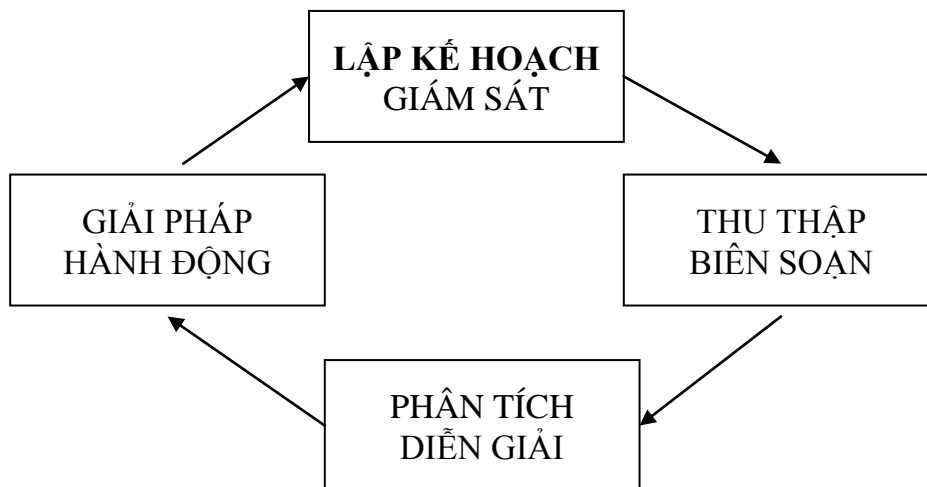 LẬP KẾ HOẠCH
GIÁM SÁT
GIẢI PHÁP
HÀNH ĐỘNG
THU THẬP
BIÊN SOẠN
PHÂN TÍCH
DIỄN GIẢI